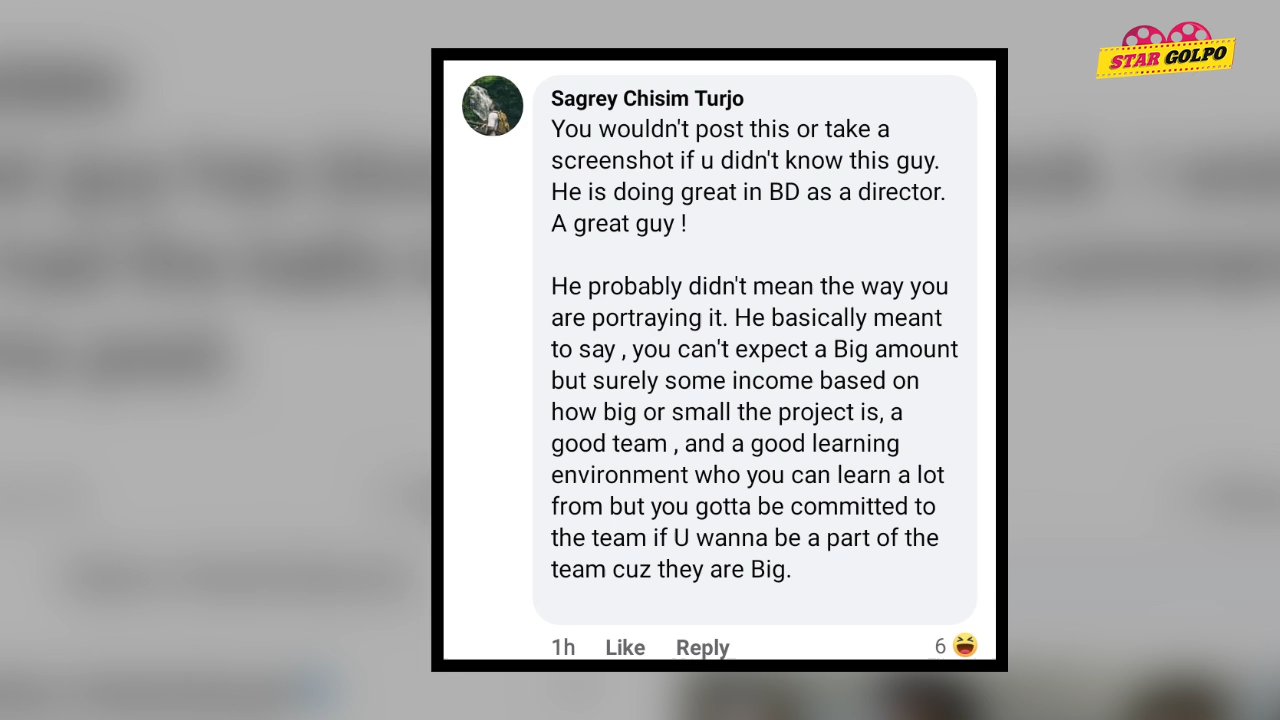 STAR GOLPO
Sagrey Chisim Turjo
You wouldn't post this or take a
screenshot if u didn't know this guy.
He is doing great in BD as a director.
A great guy !
He probably didn't mean the way you
are portraying it. He basically meant
to say , you can't expect a Big amount
but surely some income based on
how big or small the project is, a
good team , and a good learning
environment who you can learn a lot
from but you gotta be committed to
the team if U wanna be a part of the
team cuz they are Big.
1h Like Reply 6